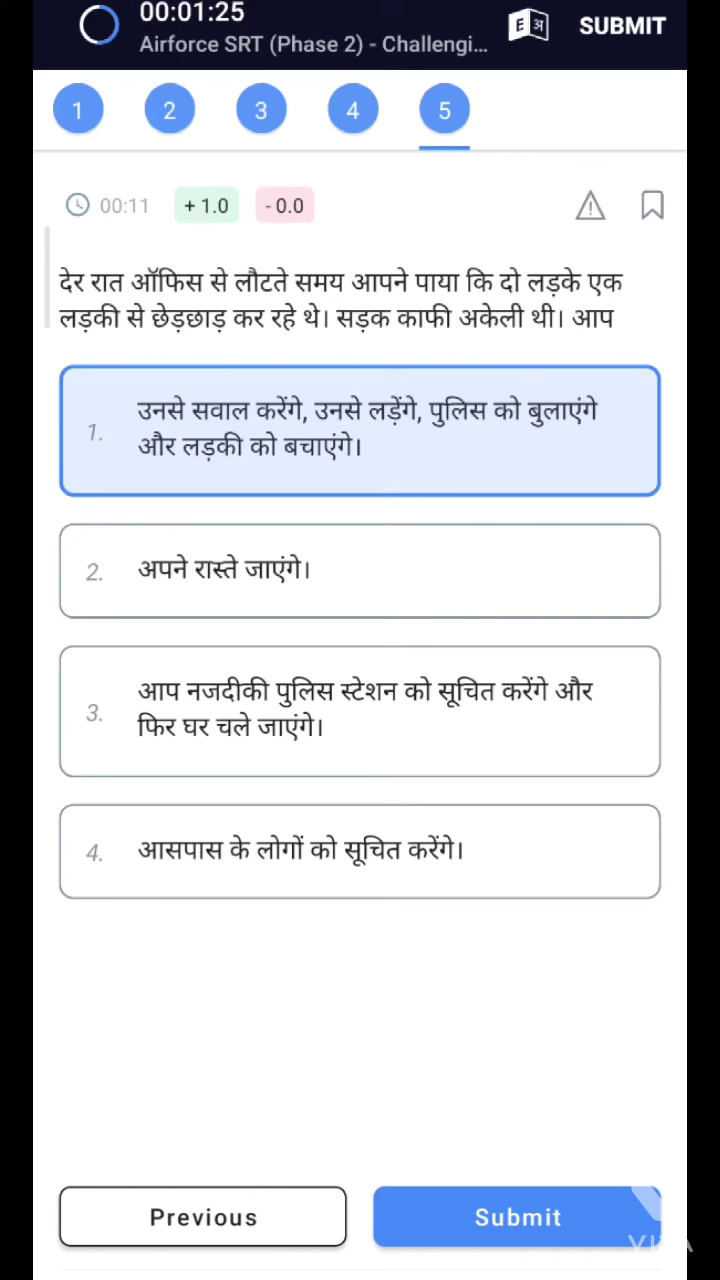 00:01:25
Airforce SRT (Phase 2) - Challengi...
E अ
SUBMIT
1 2 3 4 5
00:11 + 1.0 - 0.0
देर रात ऑफिस से लौटते समय आपने पाया कि दो लड़के एक
लड़की से छेड़छाड़ कर रहे थे। सड़क काफी अकेली थी। आप
1. उनसे सवाल करेंगे, उनसे लड़ेंगे, पुलिस को बुलाएंगे
और लड़की को बचाएंगे।
2. अपने रास्ते जाएंगे।
3. आप नजदीकी पुलिस स्टेशन को सूचित करेंगे और
फिर घर चले जाएंगे।
4. आसपास के लोगों को सूचित करेंगे।
Previous
Submit